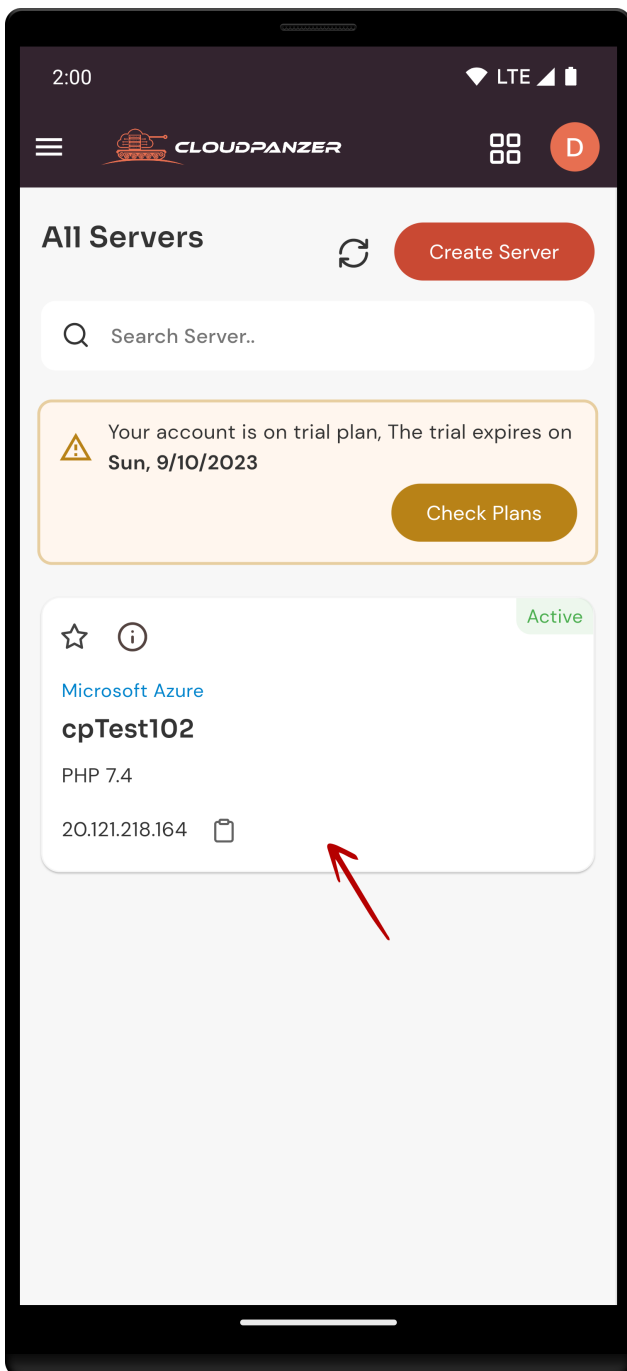 2:00
LTE
CLOUDPANZER
D
All Servers
Create Server
Search Server..
Your account is on trial plan, The trial expires on
Sun, 9/10/2023
Check Plans
Active
Microsoft Azure
cpTest102
PHP 7.4
20.121.218.164